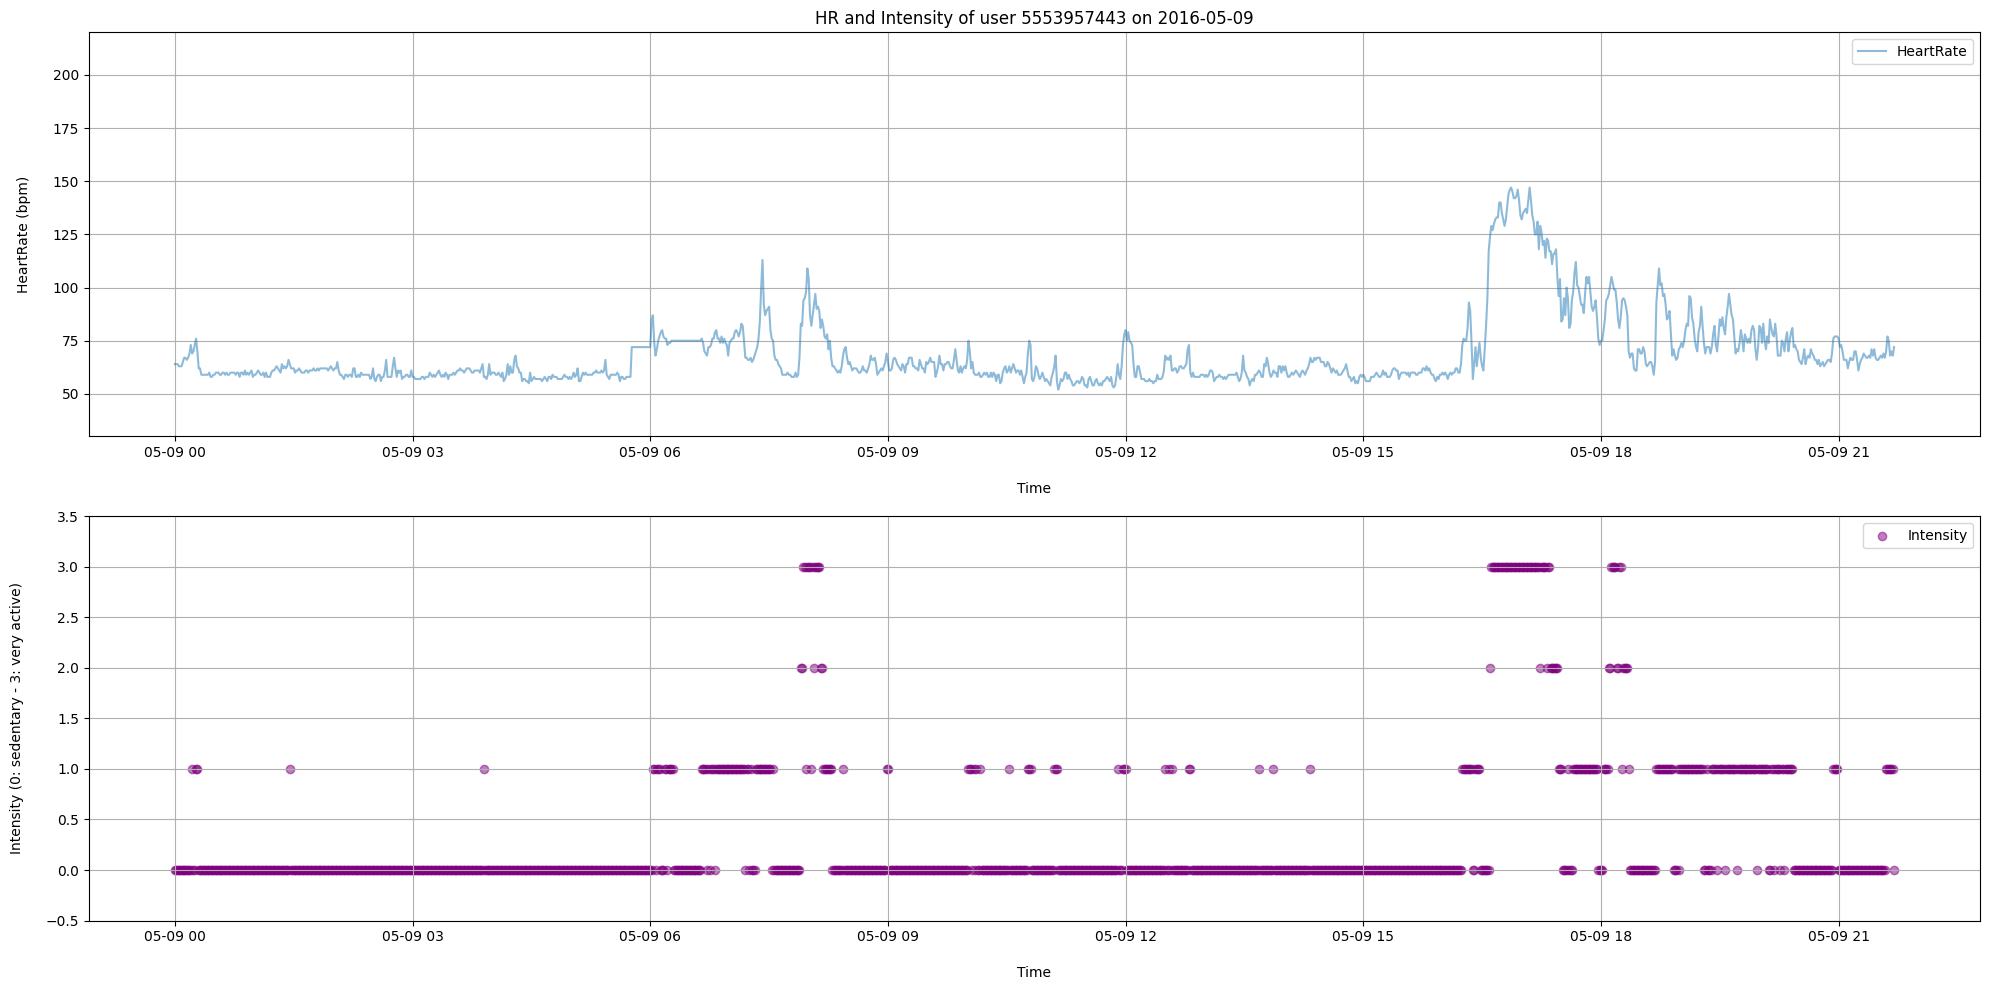 HR and Intensity of user 5553957443 on 2016-05-09
HeartRate
HeartRate (bpm)
200
175
150
125
100
75
50
05-09 00 05-09 03 05-09 06 05-09 09 05-09 12 05-09 15 05-09 18 05-09 21
Time
Intensity
Intensity (0: sedentary - 3: very active)
3.5
3.0
2.5
2.0
1.5
1.0
0.5
0.0
−0.5
05-09 00 05-09 03 05-09 06 05-09 09 05-09 12 05-09 15 05-09 18 05-09 21
Time